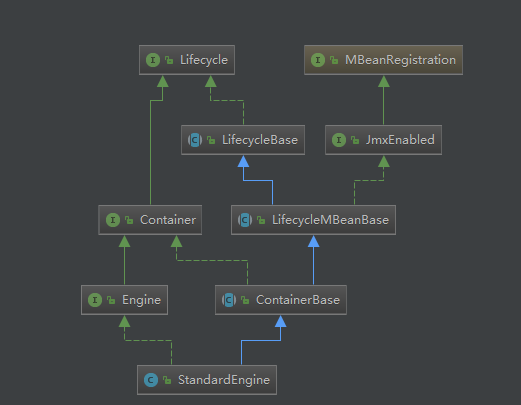 I Lifecycle
I MBeanRegistration
C LifecycleBase
I JmxEnabled
I Container
C LifecycleMBeanBase
I Engine
C ContainerBase
C StandardEngine